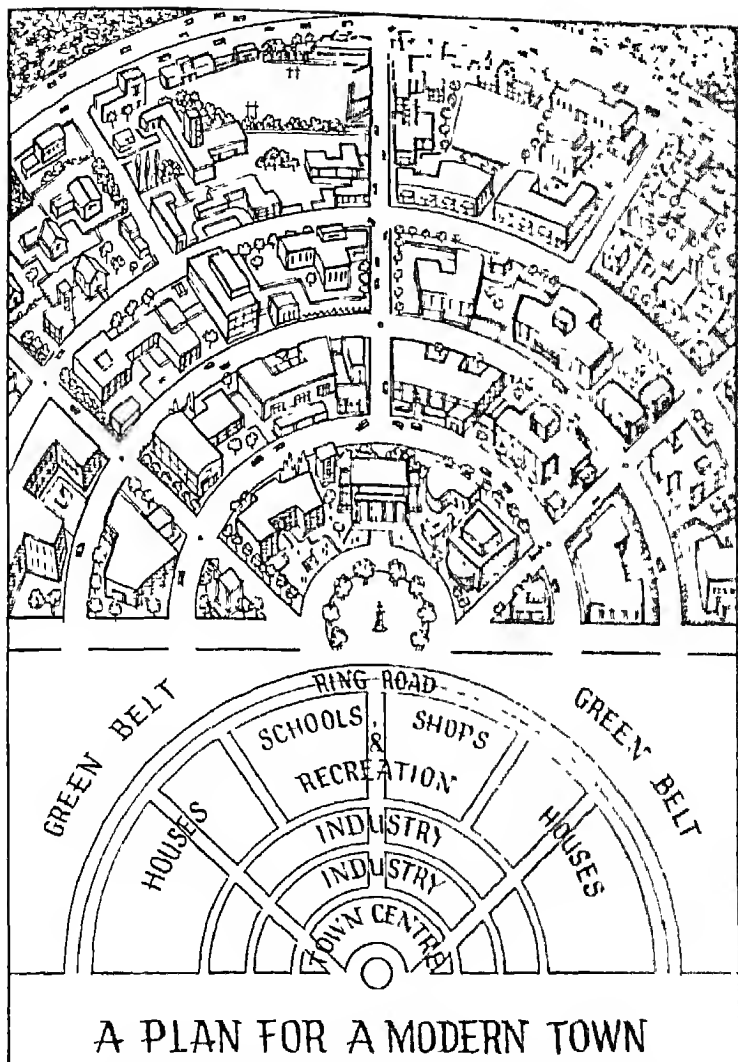 RING ROAD
GREEN BELT
GREEN BELT
SCHOOLS & SHOPS
RECREATION
HOUSES
HOUSES
INDUSTRY
INDUSTRY
TOWN CENTRE
A PLAN FOR A MODERN TOWN